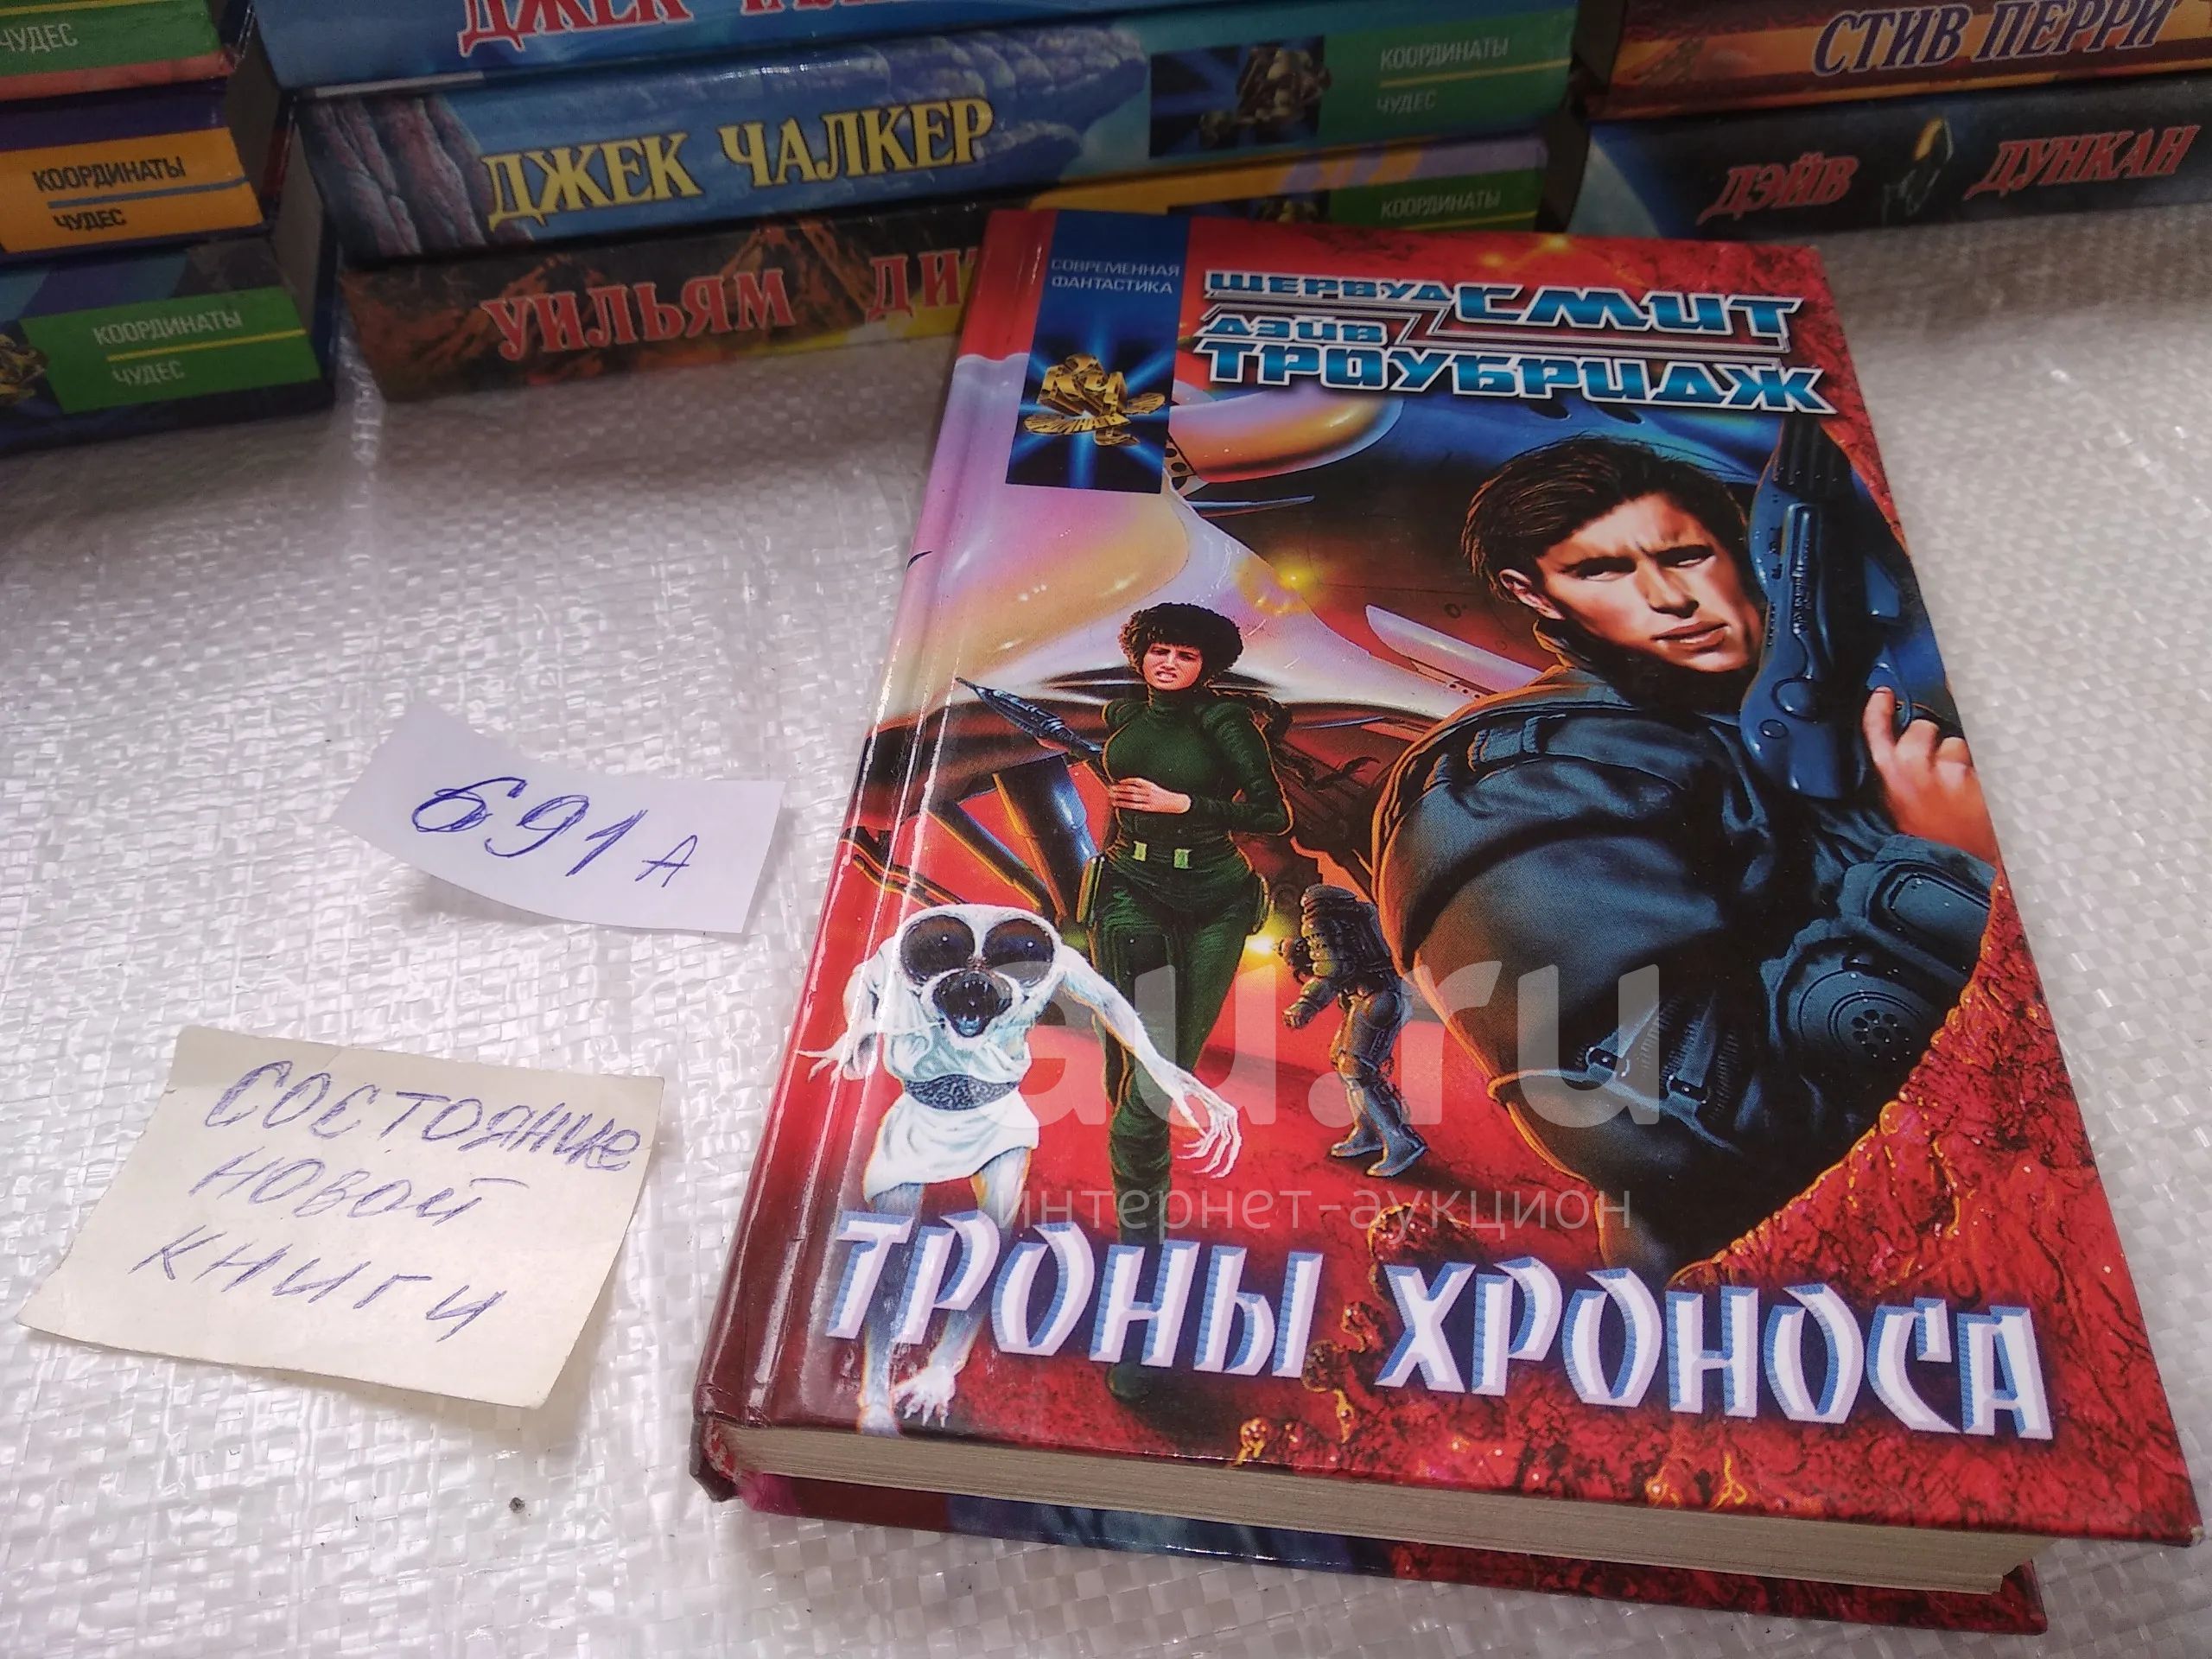 ЧУДЕС
КООРДИНАТЫ
ЧУДЕС
КООРДИНАТЫ
ЧУДЕС
ДЖЕК
ДЖЕК ЧАЛКЕР
КООРДИНАТЫ
ЧУДЕС
УИЛЬЯМ
КООРДИНАТЫ
СТИВ ПЕРРИ
ДЭЙВ ДУНКАН
СОВРЕМЕННАЯ
ФАНТАСТИКА
ШЕРВУД СМИТ
ДЭЙВ
ТРОУБРИДЖ
691 А
СОСТОЯНИЕ
НОВОЙ
КНИГИ
au.ru
интернет-аукцион
ТРОНЫ ХРОНОСА